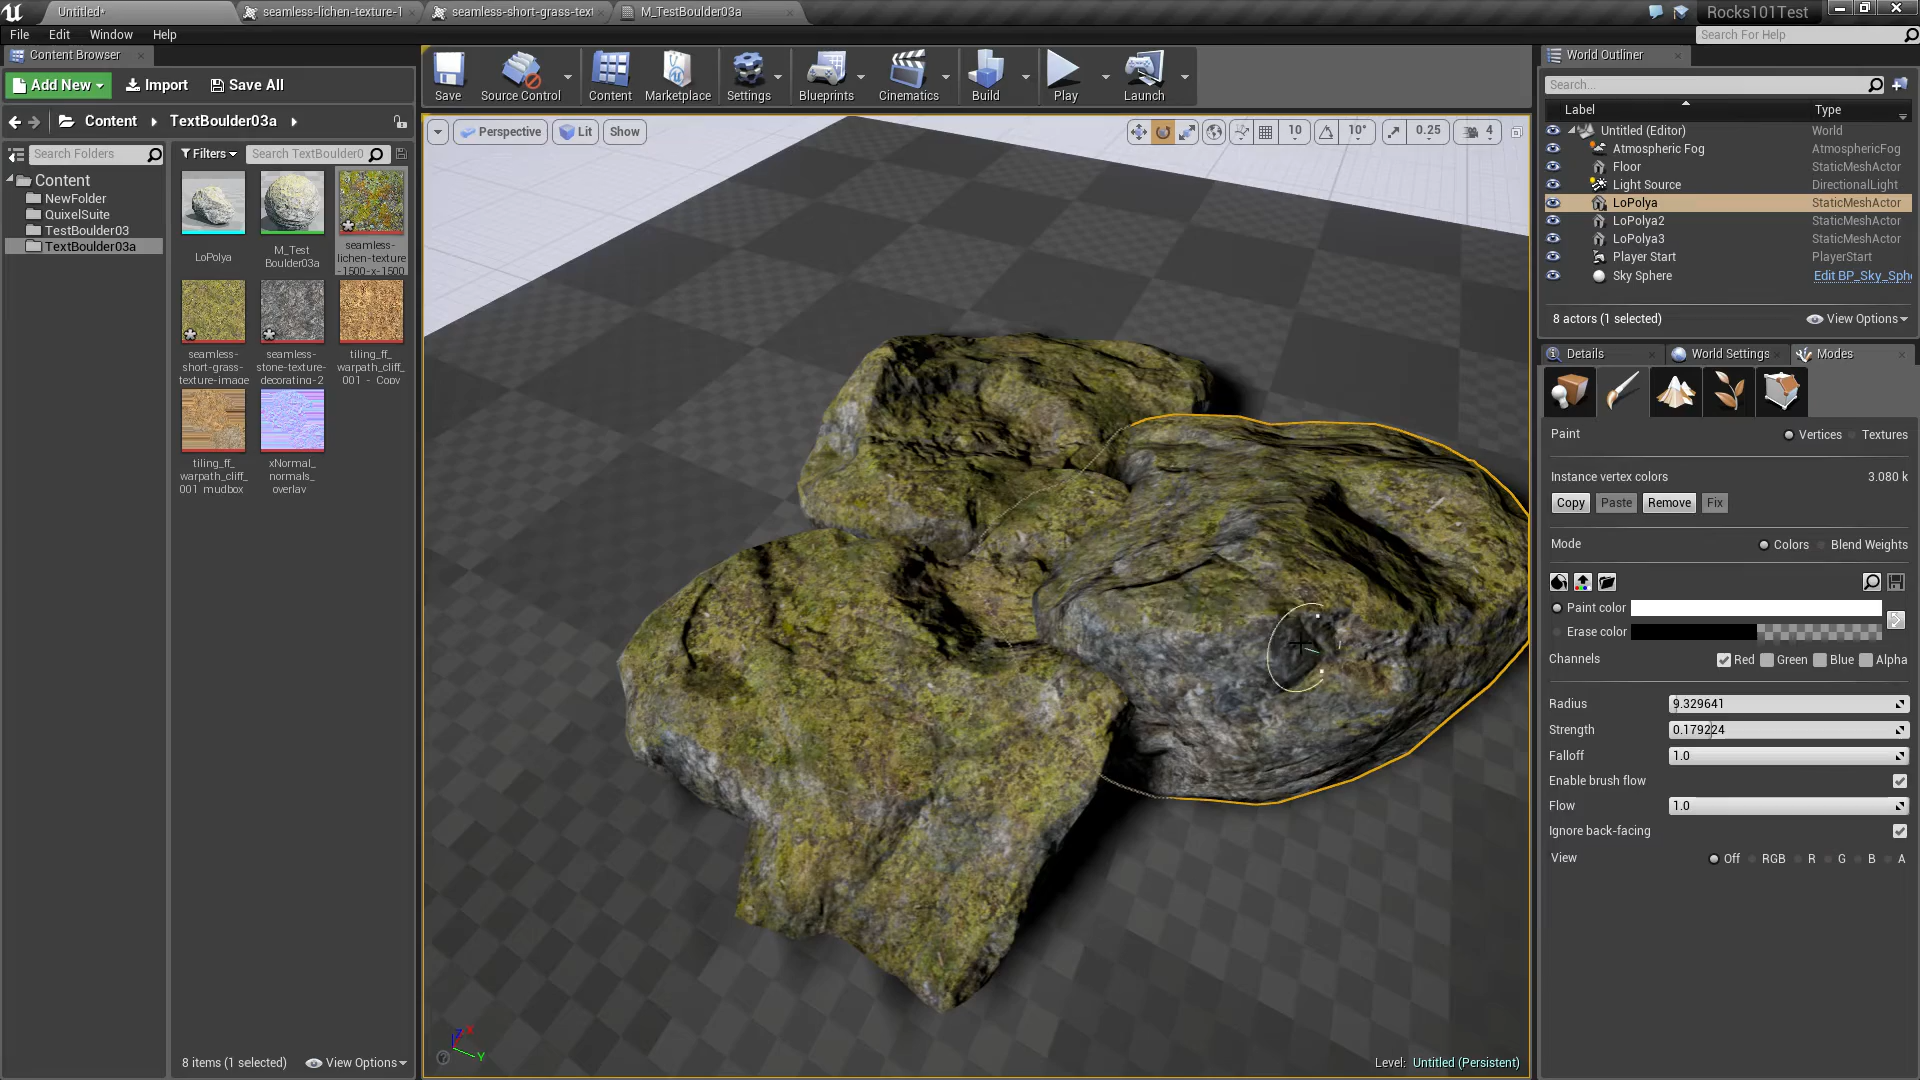 Untitled*
seamless-lichen-texture-1
seamless-short-grass-text
M_TestBoulder03a
Rocks101Test
File Edit Window Help
Search For Help
Content Browser
Add New Import Save All
Content TextBoulder03a
Search Folders
Filters
Search TextBoulder0
Content
NewFolder
QuixelSuite
TestBoulder03
TextBoulder03a
LoPolya
M_Test
Boulder03a
seamless-
lichen-texture
-1500-x-1500
seamless-
short-grass-
texture-image
seamless-
stone-texture-
decorating-2
tiling_ff_
warpath_cliff_
001_-_Copy
tiling_ff_
warpath_cliff_
001_mudbox
xNormal_
normals_
overlay
8 items (1 selected)
View Options
Save
Source Control
Content
Marketplace
Settings
Blueprints
Cinematics
Build
Play
Launch
Perspective
Lit
Show
10
10°
0.25
4
Level: Untitled (Persistent)
Z X
Y
World Outliner
Search...
Label Type
Untitled (Editor) World
Atmospheric Fog AtmosphericFog
Floor StaticMeshActor
Light Source DirectionalLight
LoPolya StaticMeshActor
LoPolya2 StaticMeshActor
LoPolya3 StaticMeshActor
Player Start PlayerStart
Sky Sphere Edit BP_Sky_Sph
8 actors (1 selected)
View Options
Details
World Settings
Modes
Paint Vertices Textures
Instance vertex colors 3.080 k
Copy Paste Remove Fix
Mode Colors Blend Weights
Paint color
Erase color
Channels Red Green Blue Alpha
Radius 9.329641
Strength 0.179224
Falloff 1.0
Enable brush flow
Flow 1.0
Ignore back-facing
View Off RGB R G B A